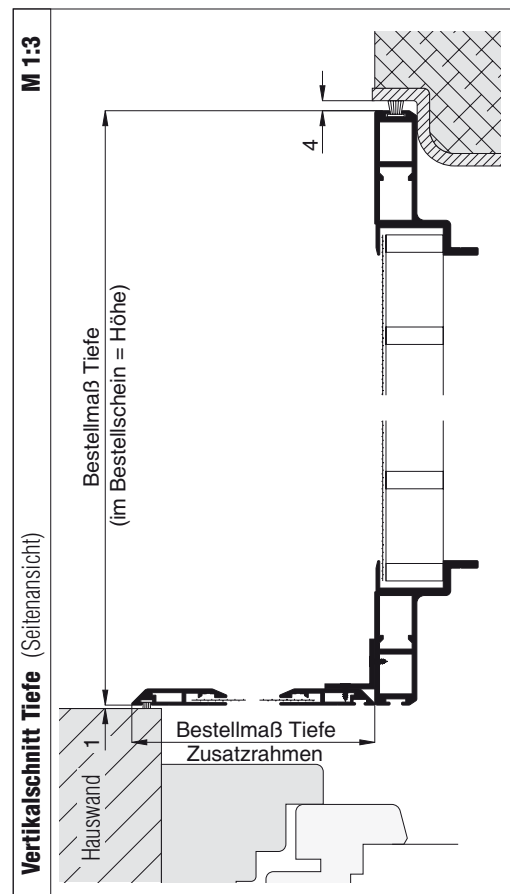 Vertikalschnitt Tiefe (Seitenansicht) M 1:3
4
Bestellmaß Tiefe
(im Bestellschein = Höhe)
Bestellmaß Tiefe
Zusatzrahmen
1
Hauswand